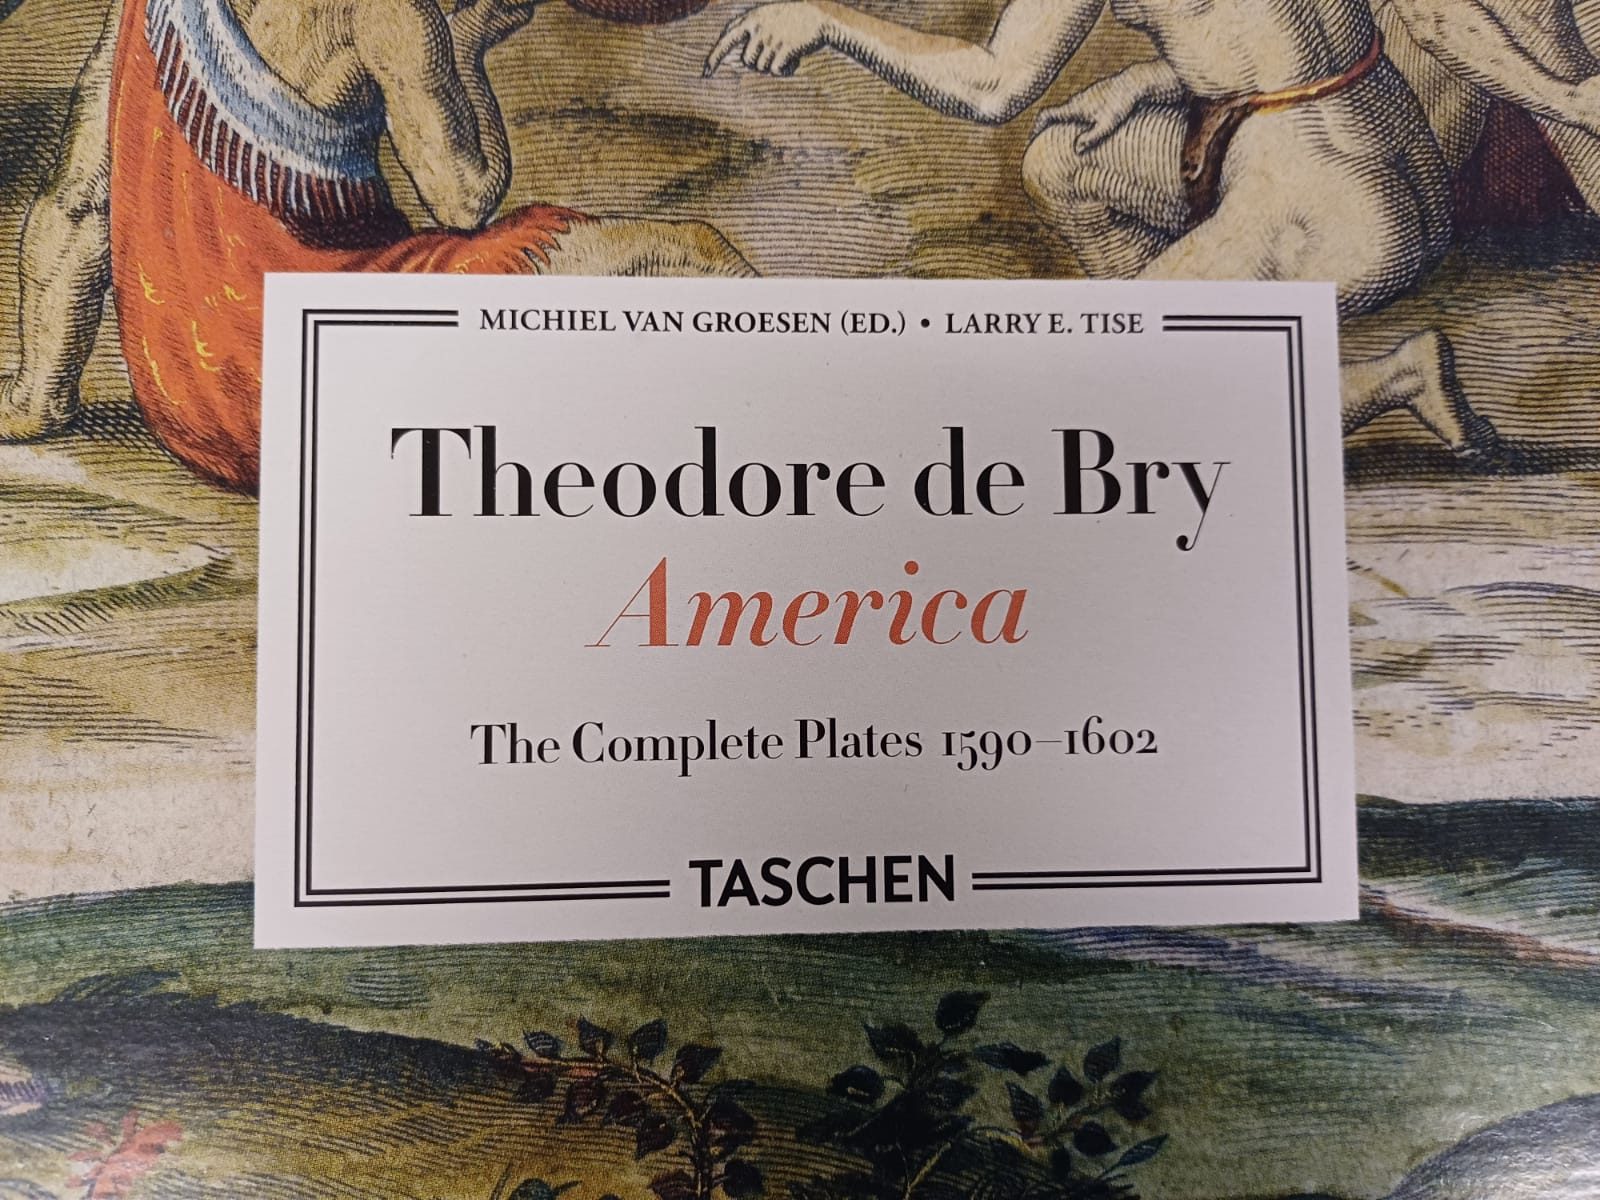 MICHIEL VAN GROESEN (ED.) • LARRY E. TISE
Theodore de Bry
America
The Complete Plates 1590–1602
TASCHEN